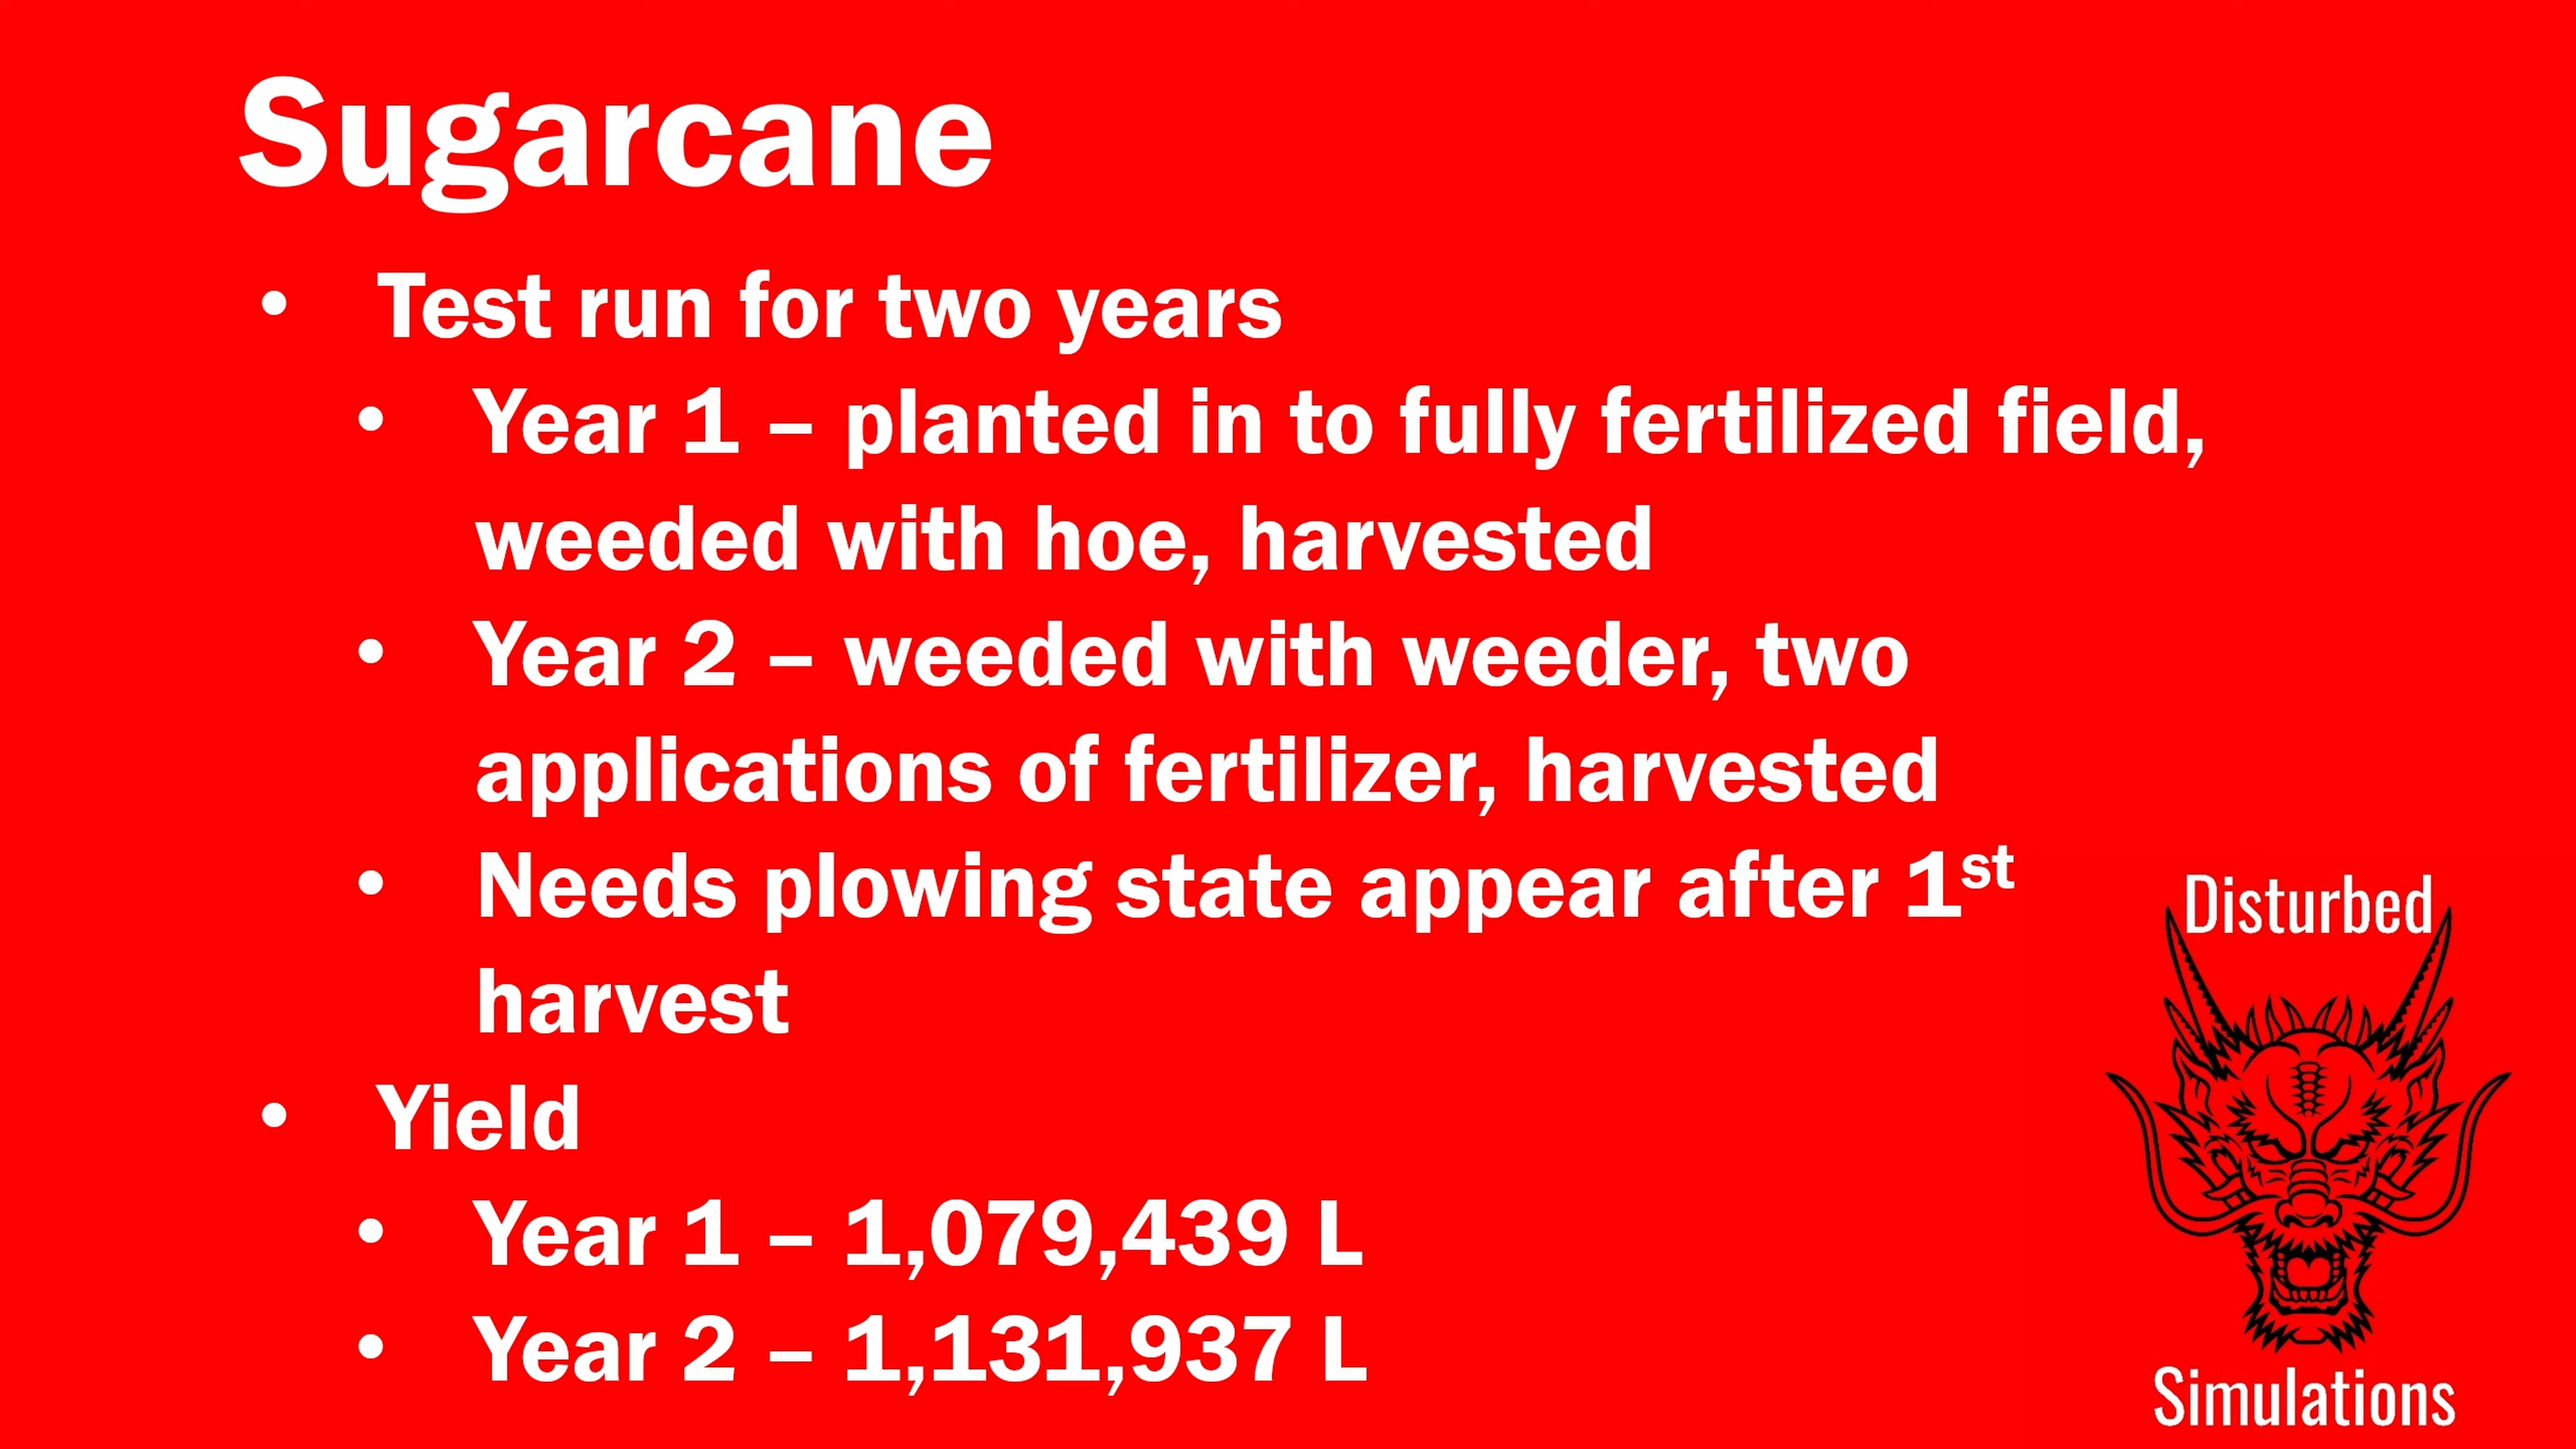 Sugarcane
• Test run for two years
• Year 1 – planted in to fully fertilized field,
weeded with hoe, harvested
• Year 2 – weeded with weeder, two
applications of fertilizer, harvested
• Needs plowing state appear after 1st
harvest
• Yield
• Year 1 – 1,079,439 L
• Year 2 – 1,131,937 L
Disturbed
Simulations